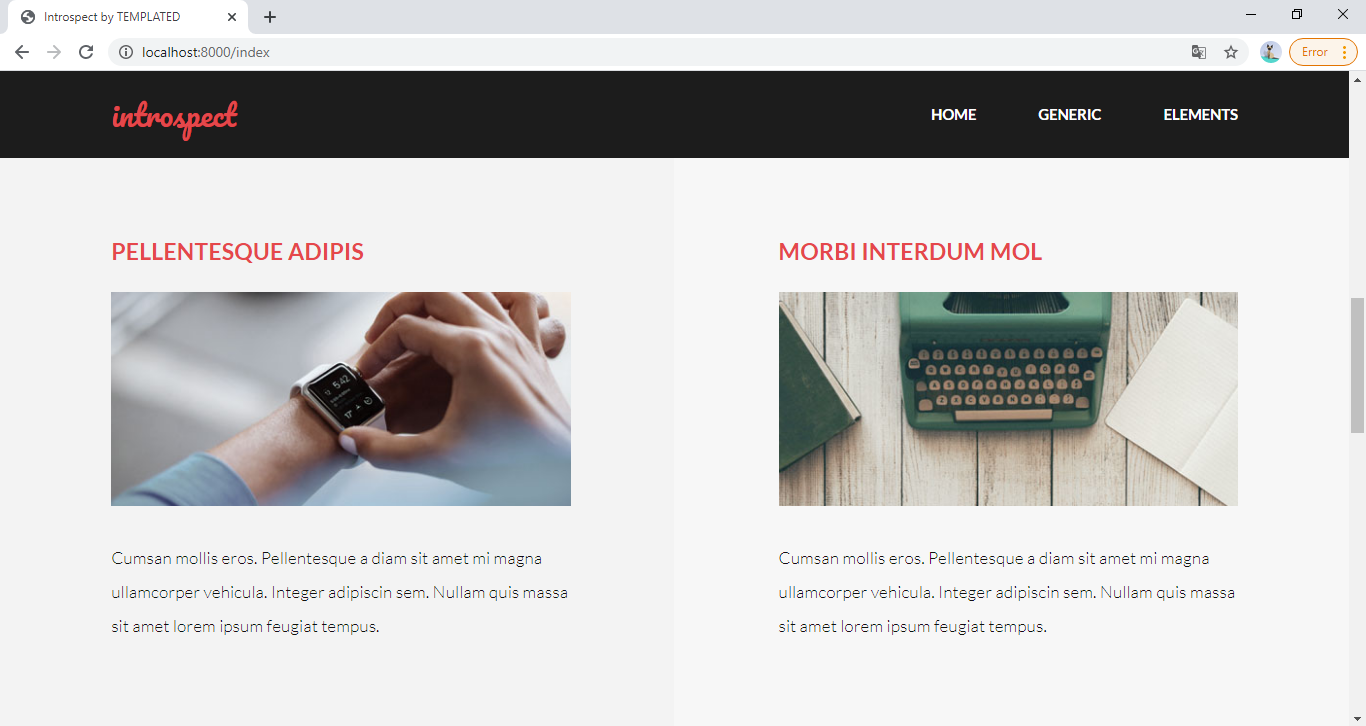 Introspect by TEMPLATED
localhost:8000/index
Error
introspect
HOME
GENERIC
ELEMENTS
PELLENTESQUE ADIPIS
5:42
Cumsan mollis eros. Pellentesque a diam sit amet mi magna
ullamcorper vehicula. Integer adipiscin sem. Nullam quis massa
sit amet lorem ipsum feugiat tempus.
MORBI INTERDUM MOL
Cumsan mollis eros. Pellentesque a diam sit amet mi magna
ullamcorper vehicula. Integer adipiscin sem. Nullam quis massa
sit amet lorem ipsum feugiat tempus.